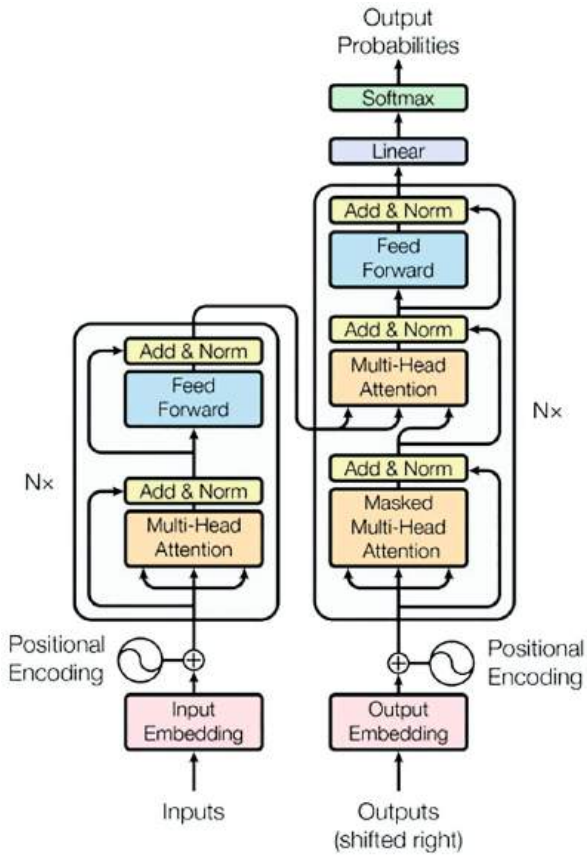 Output
Probabilities
Softmax
Linear
Add & Norm
Feed
Forward
Add & Norm
Multi-Head
Attention
Add & Norm
Masked
Multi-Head
Attention
Nx
Add & Norm
Feed
Forward
Add & Norm
Multi-Head
Attention
Nx
Positional
Encoding
Positional
Encoding
Input
Embedding
Output
Embedding
Inputs
Outputs
(shifted right)